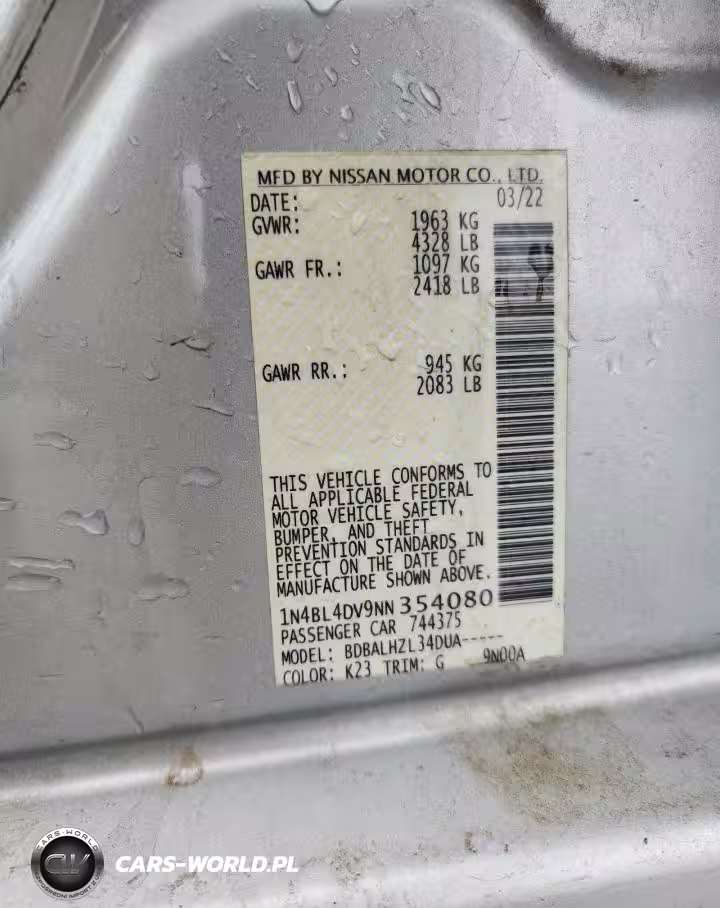 MFD BY NISSAN MOTOR CO., LTD.
DATE: 03/22
GVWR: 1963 KG
4328 LB
GAWR FR.: 1097 KG
2418 LB
GAWR RR.: 945 KG
2083 LB
THIS VEHICLE CONFORMS TO
ALL APPLICABLE FEDERAL
MOTOR VEHICLE SAFETY,
BUMPER, AND THEFT
PREVENTION STANDARDS IN
EFFECT ON THE DATE OF
MANUFACTURE SHOWN ABOVE.
1N4BL4DV9NN354080
PASSENGER CAR 744375
MODEL: BDBALHZL34DUA-----
COLOR: K23 TRIM: G 9N00A
CARS-WORLD
CW
CARS-WORLD.PL